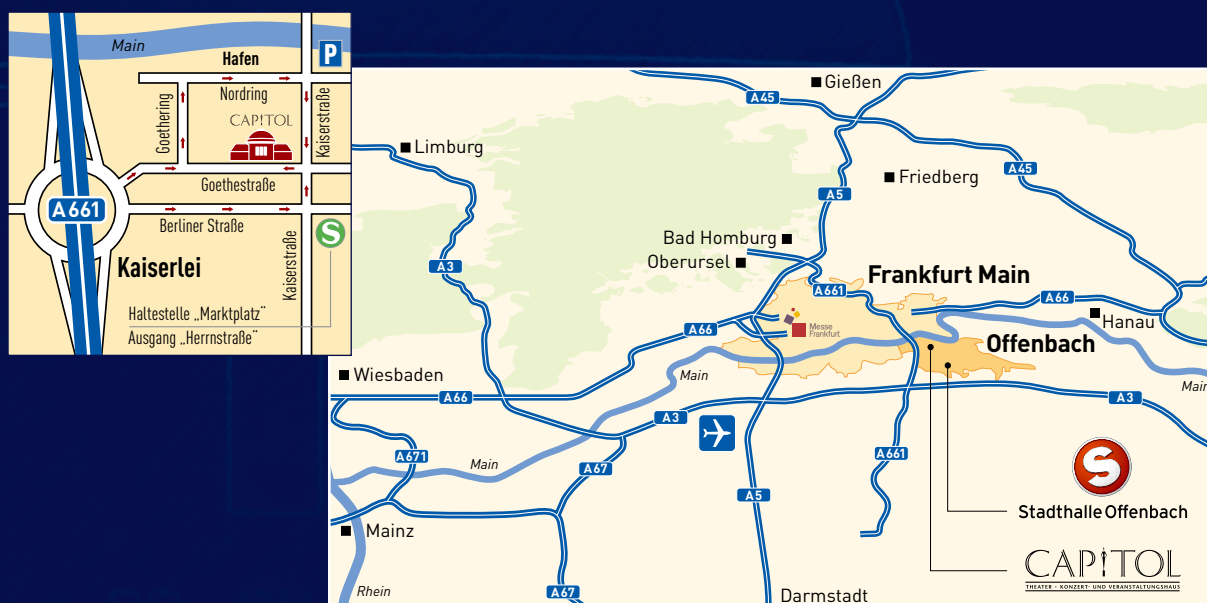 Main
Hafen
P
Nordring
Goethering
CAPITOL
Kaiserstraße
Goethestraße
A661
Berliner Straße
S
Kaiserlei
Kaiserstraße
Haltestelle „Marktplatz“
Ausgang „Herrnstraße“
Gießen
A45
Limburg
Friedberg
A45
A5
Bad Homburg
Oberursel
A3
Frankfurt Main
A661
A66
Messe
Frankfurt
Hanau
A66
Offenbach
Wiesbaden
Main
Main
A66
A3
A3
A671
Main
A67
A661
S
A5
Stadthalle Offenbach
Mainz
CAPITOL
THEATER - KONZERT- UND VERANSTALTUNGSHAUS
Rhein
A67
Darmstadt